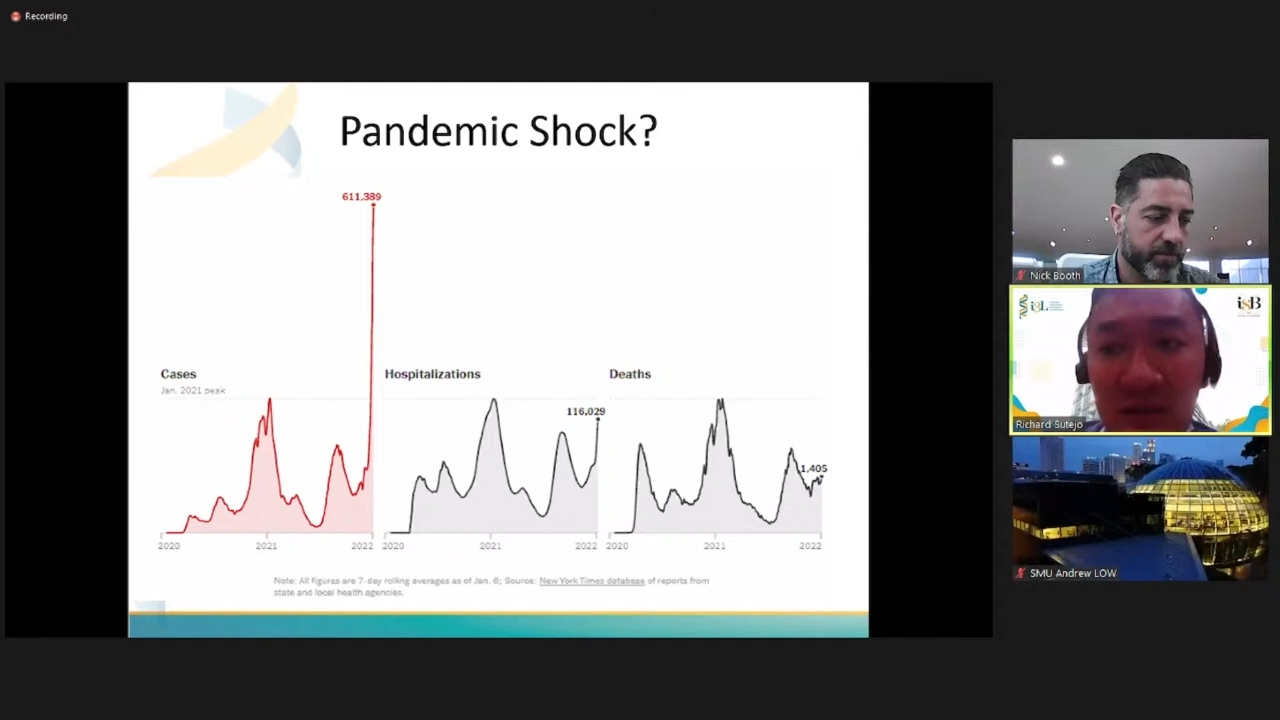 Recording
Pandemic Shock?
611,389
Cases
Jan. 2021 peak
2020
2021
2022
Hospitalizations
116,029
2020
2021
2022
Deaths
1,405
2020
2021
2022
Note: All figures are 7-day rolling averages as of Jan. 6; Source: New York Times database of reports from
state and local health agencies.
Nick Booth
Richard Sutejo
SMU Andrew LOW